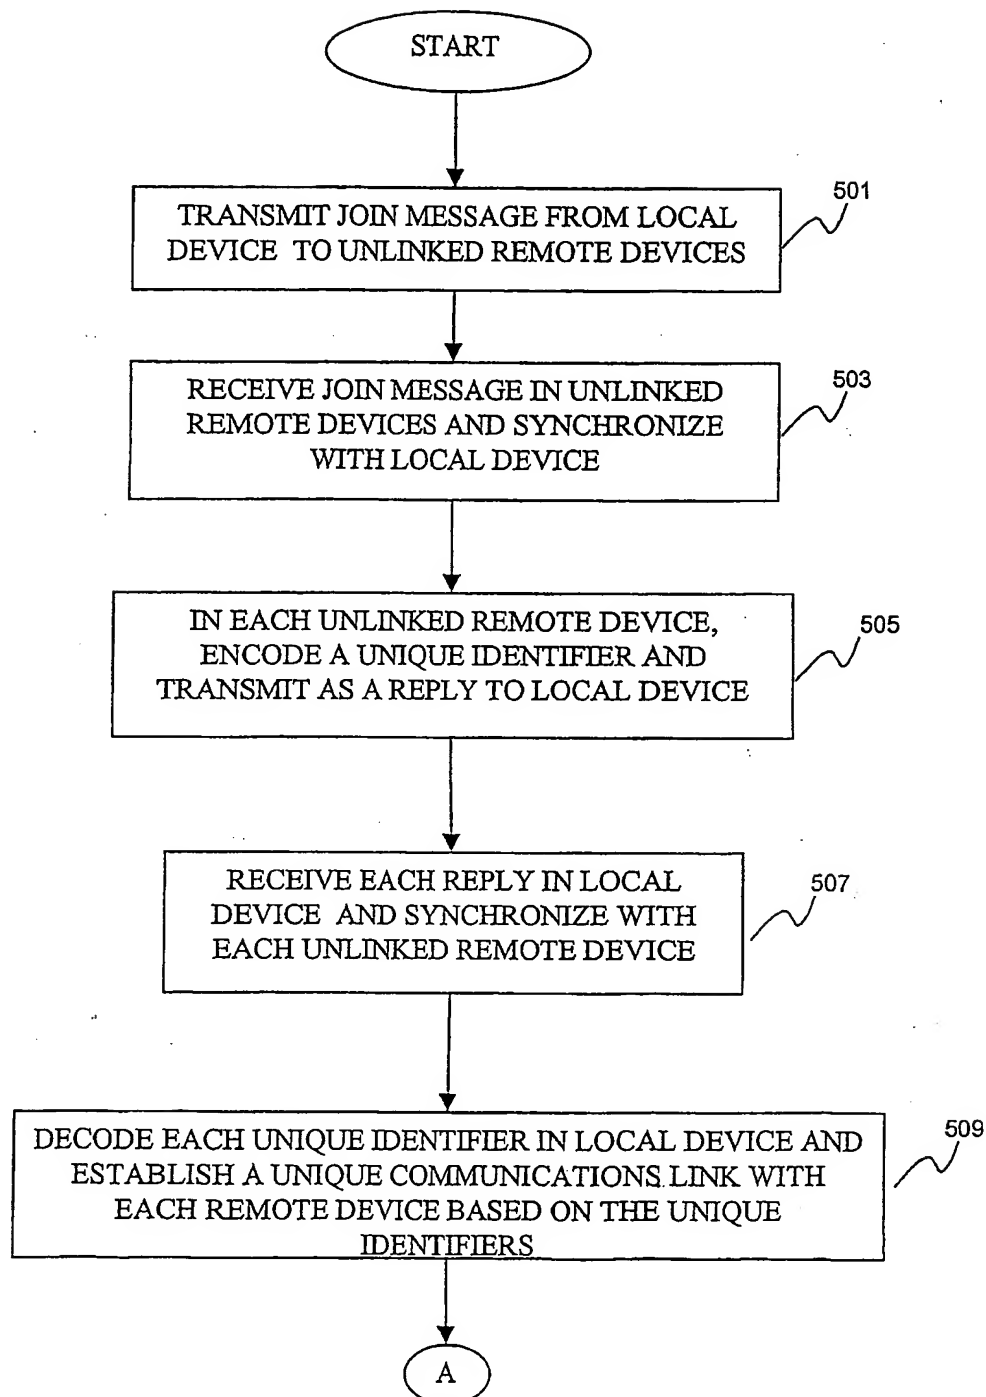 START
501
TRANSMIT JOIN MESSAGE FROM LOCAL
DEVICE TO UNLINKED REMOTE DEVICES
503
RECEIVE JOIN MESSAGE IN UNLINKED
REMOTE DEVICES AND SYNCHRONIZE
WITH LOCAL DEVICE
505
IN EACH UNLINKED REMOTE DEVICE,
ENCODE A UNIQUE IDENTIFIER AND
TRANSMIT AS A REPLY TO LOCAL DEVICE
507
RECEIVE EACH REPLY IN LOCAL
DEVICE AND SYNCHRONIZE WITH
EACH UNLINKED REMOTE DEVICE
509
DECODE EACH UNIQUE IDENTIFIER IN LOCAL DEVICE AND
ESTABLISH A UNIQUE COMMUNICATIONS LINK WITH
EACH REMOTE DEVICE BASED ON THE UNIQUE
IDENTIFIERS
A